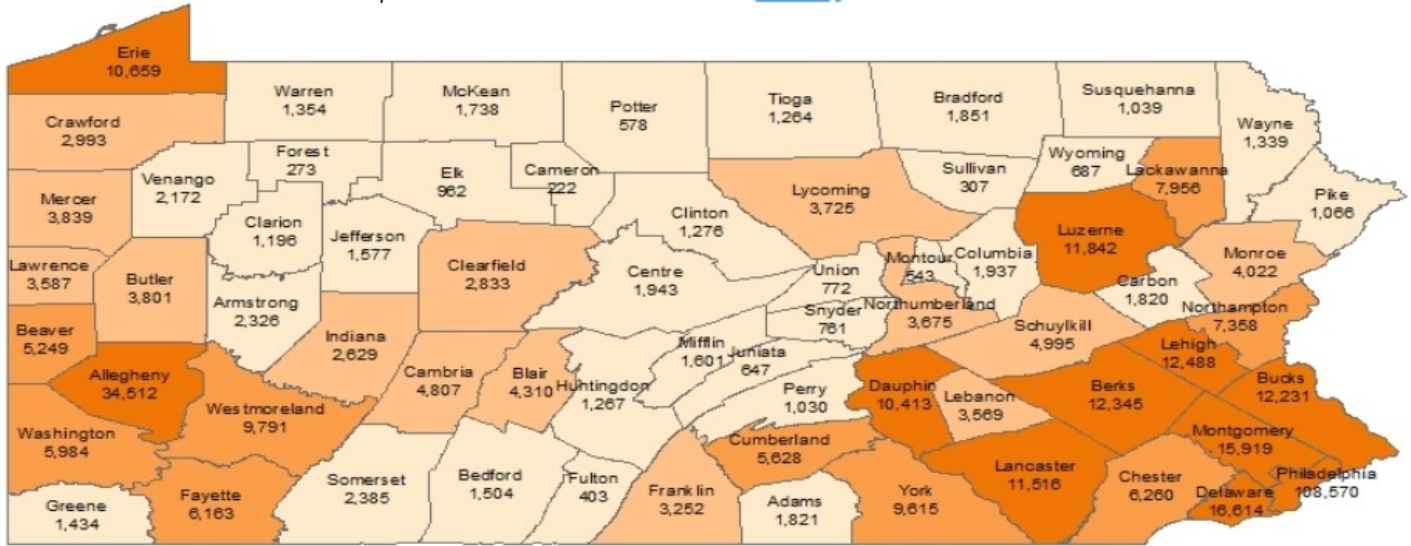 Erie
10,659
Warren
1,354
McKean
1,738
Potter
578
Tioga
1,264
Bradford
1,851
Susquehanna
1,039
Wayne
1,339
Crawford
2,993
Forest
273
Elk
962
Cameron
222
Sullivan
307
Wyoming
687
Lackawanna
7,956
Pike
1,066
Mercer
3,839
Venango
2,172
Clarion
1,196
Jefferson
1,577
Clinton
1,276
Lycoming
3,725
Luzerne
11,842
Monroe
4,022
Lawrence
3,587
Butler
3,801
Clearfield
2,833
Centre
1,943
Union
772
Montour
543
Columbia
1,937
Carbon
1,820
Northampton
7,358
Beaver
5,249
Armstrong
2,326
Indiana
2,629
Snyder
761
Northumberland
3,675
Schuylkill
4,995
Lehigh
12,488
Allegheny
34,512
Westmoreland
9,791
Cambria
4,807
Blair
4,310
Huntingdon
1,267
Mifflin
1,601
Juniata
647
Perry
1,030
Dauphin
10,413
Lebanon
3,569
Berks
12,345
Bucks
12,231
Washington
5,984
Fayette
6,163
Somerset
2,385
Bedford
1,504
Fulton
403
Franklin
3,252
Cumberland
5,628
Adams
1,821
York
9,615
Lancaster
11,516
Chester
6,260
Montgomery
15,919
Delaware
16,614
Philadelphia
108,570
Greene
1,434